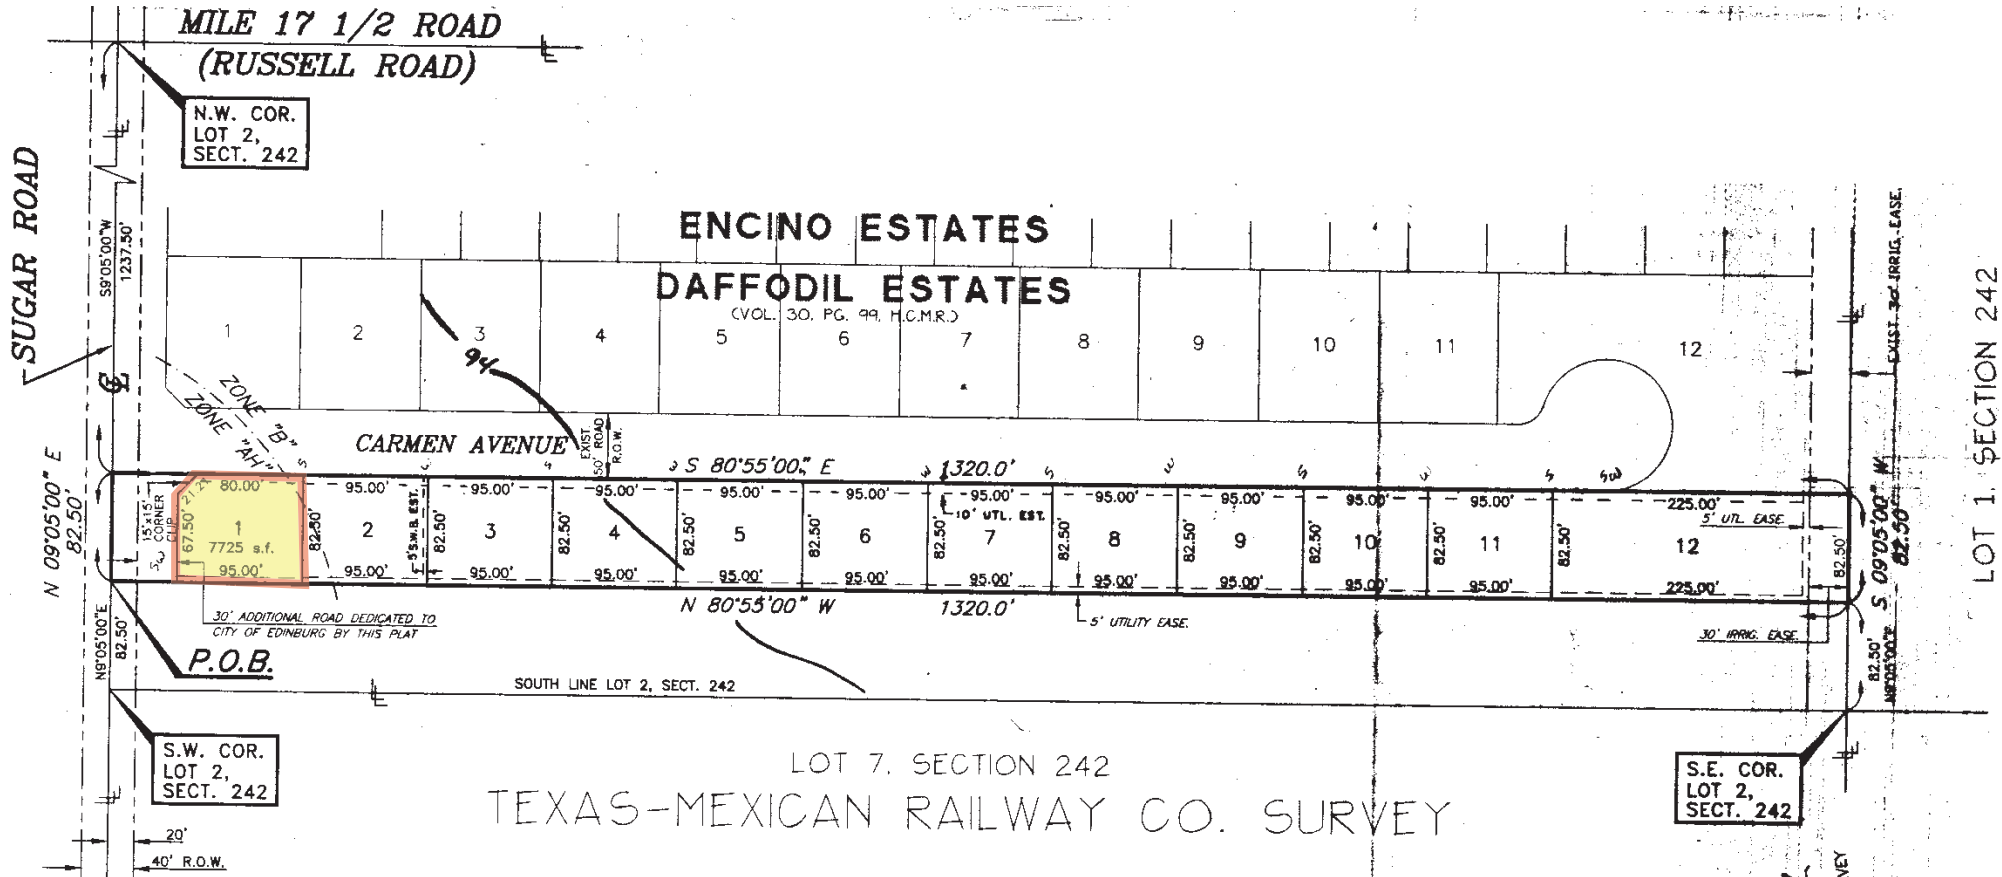 MILE 17 1/2 ROAD
(RUSSELL ROAD)
N.W. COR.
LOT 2,
SECT. 242
SUGAR ROAD
S9°05'00"W
1237.50'
ENCINO ESTATES
DAFFODIL ESTATES
(VOL. 30, PG. 99, H.C.M.R.)
1
2
3
4
5
6
7
8
9
10
11
12
94
ZONE "B"
ZONE "AH"
CARMEN AVENUE
EXIST.
50' ROAD
R.O.W.
EXIST. 30' IRRIG. EASE.
LOT 1, SECTION 242
N 09°05'00" E
82.50'
S 80°55'00" E
1320.0'
80.00'
95.00'
95.00'
95.00'
95.00'
95.00'
95.00'
95.00'
95.00'
95.00'
95.00'
225.00'
15'x15'
CORNER
CLIP
21.21'
67.50'
1
7725 s.f.
82.50'
2
5' S.W.B. EST.
82.50'
3
82.50'
4
82.50'
5
82.50'
6
10' UTL. EST.
7
82.50'
8
82.50'
9
82.50'
10
82.50'
11
82.50'
12
5' UTL. EASE.
82.50'
S 09°05'00" W
82.50'
95.00'
95.00'
95.00'
95.00'
95.00'
95.00'
95.00'
95.00'
95.00'
95.00'
95.00'
225.00'
N 80°55'00" W
1320.0'
5' UTILITY EASE.
30' IRRIG. EASE.
30' ADDITIONAL ROAD DEDICATED TO
CITY OF EDINBURG BY THIS PLAT
P.O.B.
N9°05'00"E
82.50'
82.50'
SOUTH LINE LOT 2, SECT. 242
S.W. COR.
LOT 2,
SECT. 242
LOT 7, SECTION 242
TEXAS-MEXICAN RAILWAY CO. SURVEY
S.E. COR.
LOT 2,
SECT. 242
20'
40' R.O.W.